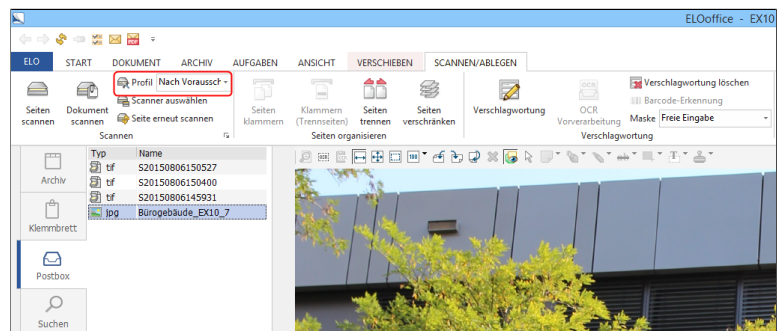 ELOoffice - EX10
ELO START DOKUMENT ARCHIV AUFGABEN ANSICHT VERSCHIEBEN SCANNEN/ABLEGEN
Profil Nach Voraussch
Scanner auswählen
Seite erneut scannen
Seiten scannen
Dokument scannen
Scannen
Seiten klammern
Klammern (Trennseiten)
Seiten trennen
Seiten verschränken
Seiten organisieren
Verschlagwortung
OCR Vorverarbeitung
Verschlagwortung löschen
Barcode-Erkennung
Maske Freie Eingabe
Verschlagwortung
Archiv
Klemmbrett
Postbox
Suchen
Typ Name
tif S20150806150527
tif S20150806150400
tif S20150806145931
jpg Bürogebäude_EX10_7